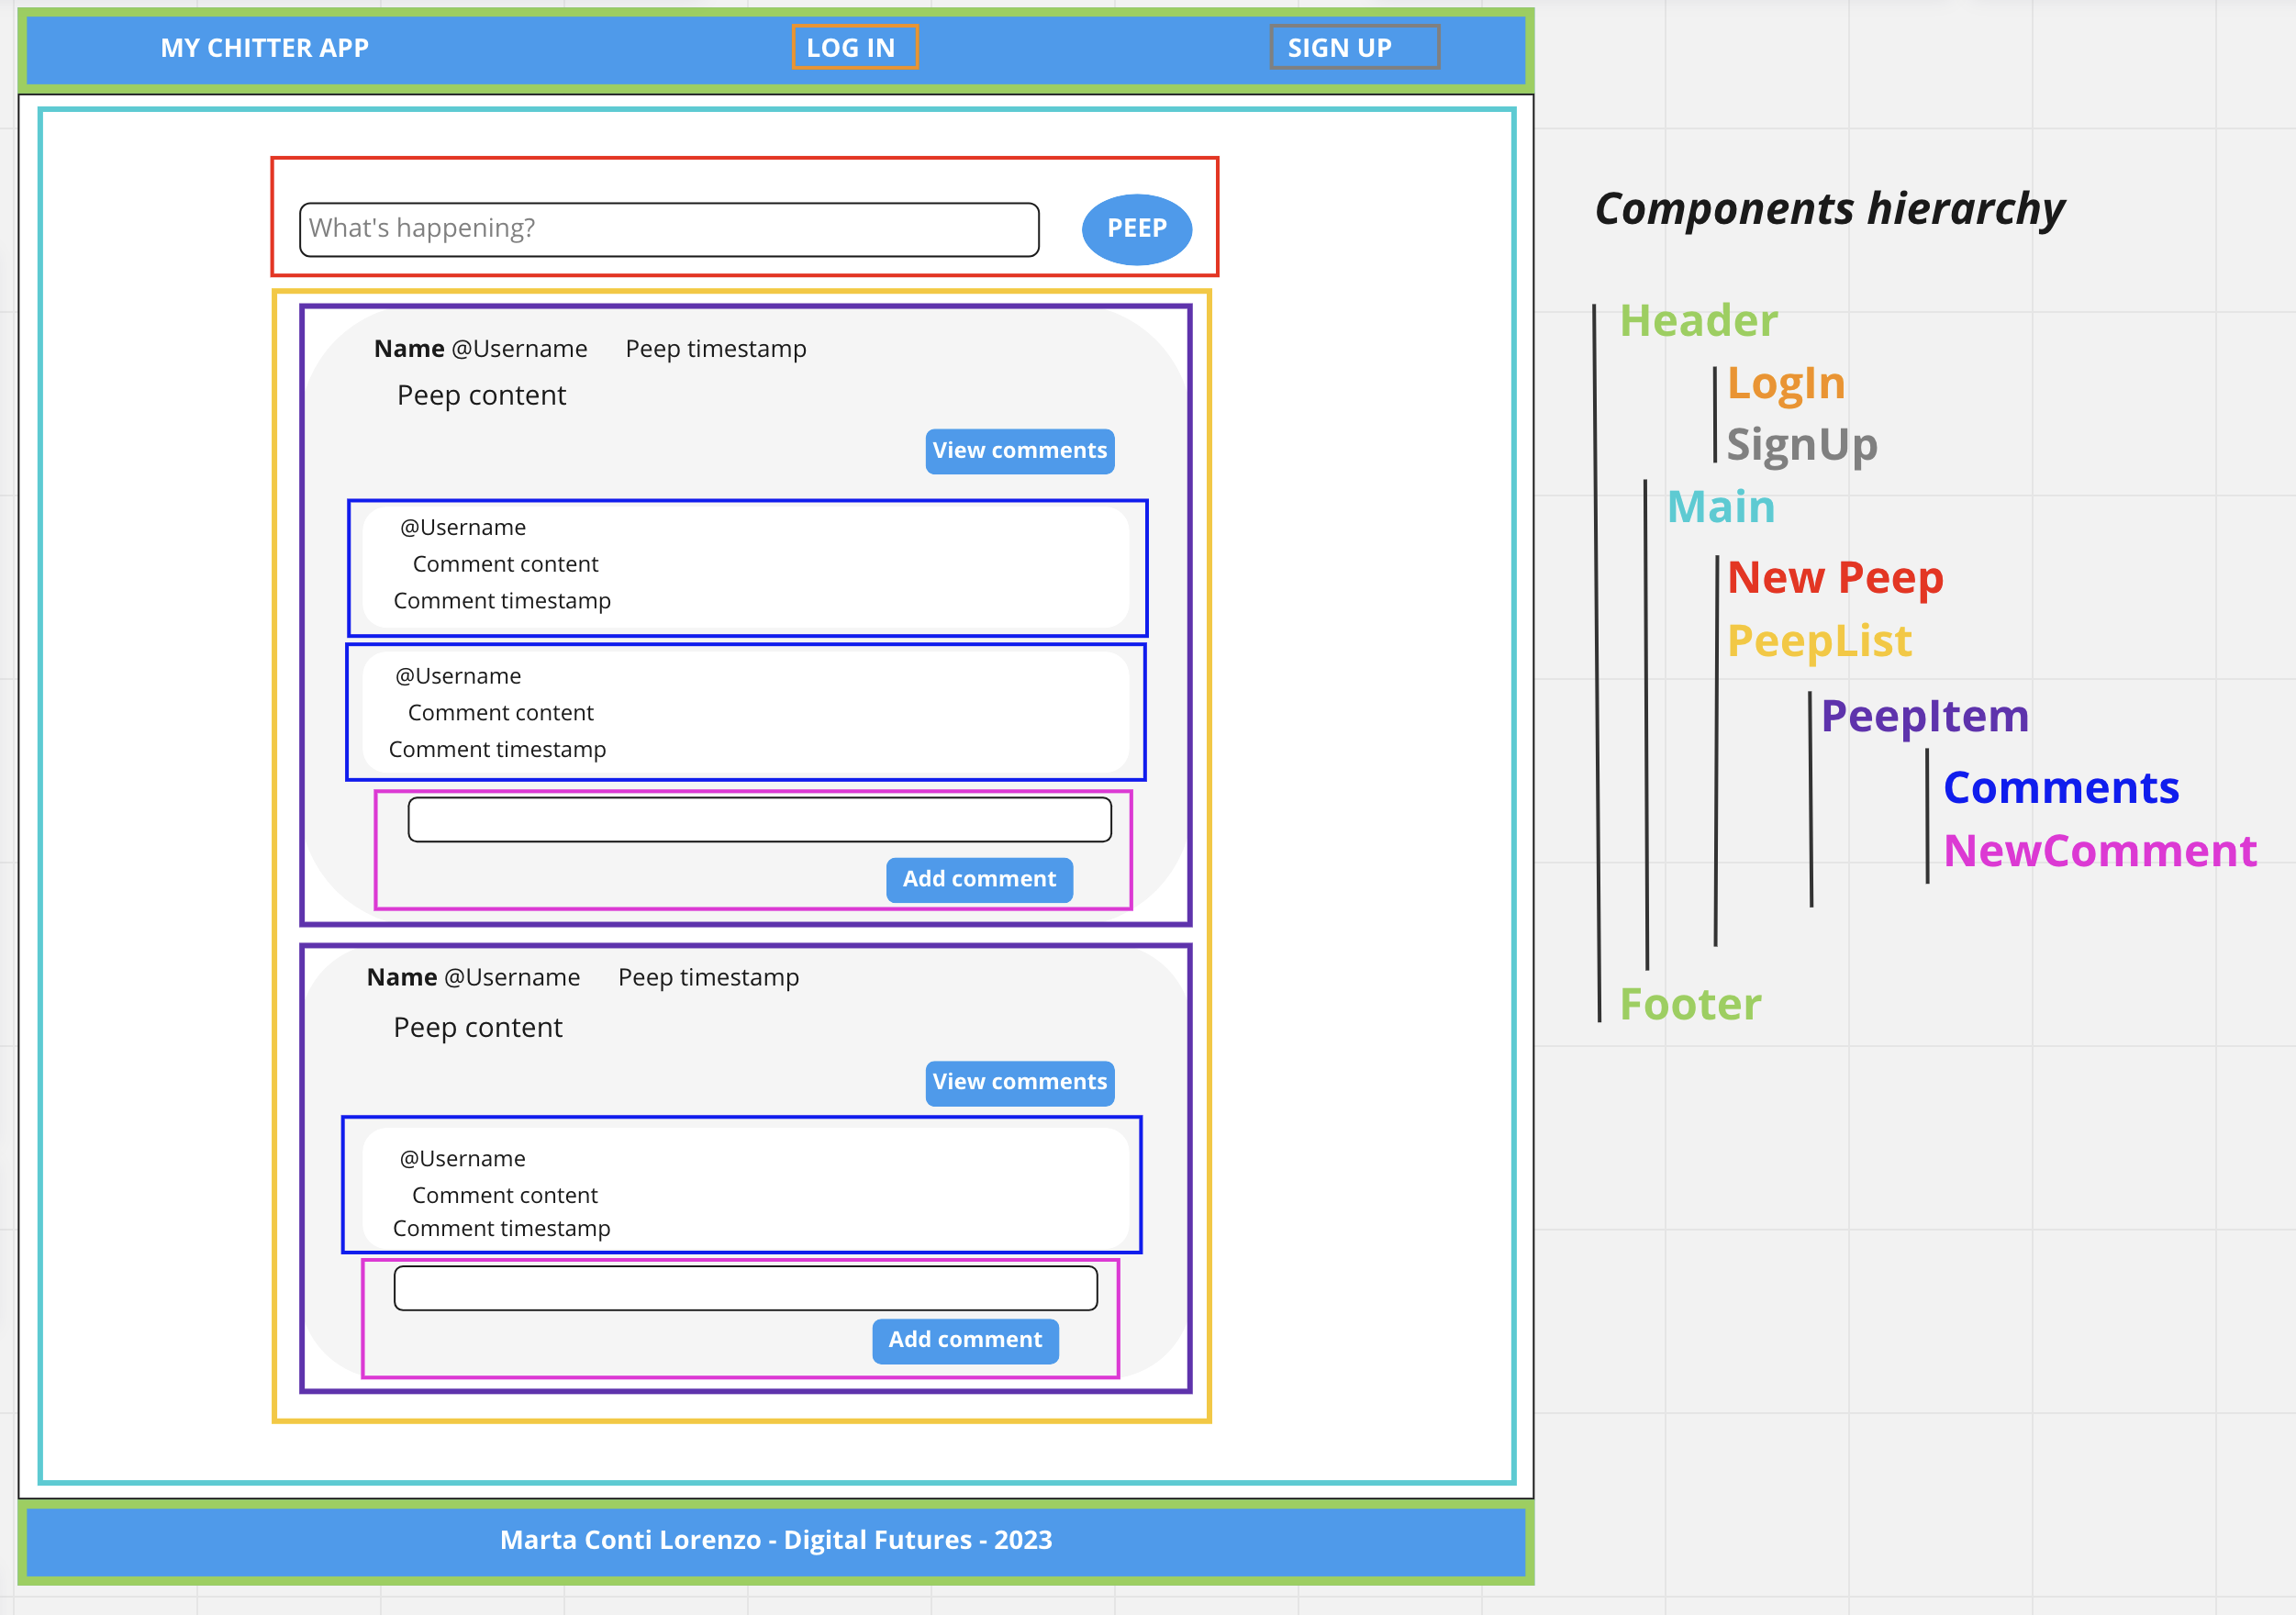 MY CHITTER APP LOG IN SIGN UP
What's happening? PEEP
Name @Username Peep timestamp
Peep content
View comments
@Username
Comment content
Comment timestamp
@Username
Comment content
Comment timestamp
Add comment
Name @Username Peep timestamp
Peep content
View comments
@Username
Comment content
Comment timestamp
Add comment
Marta Conti Lorenzo - Digital Futures - 2023
Components hierarchy
Header
LogIn
SignUp
Main
New Peep
PeepList
PeepItem
Comments
NewComment
Footer